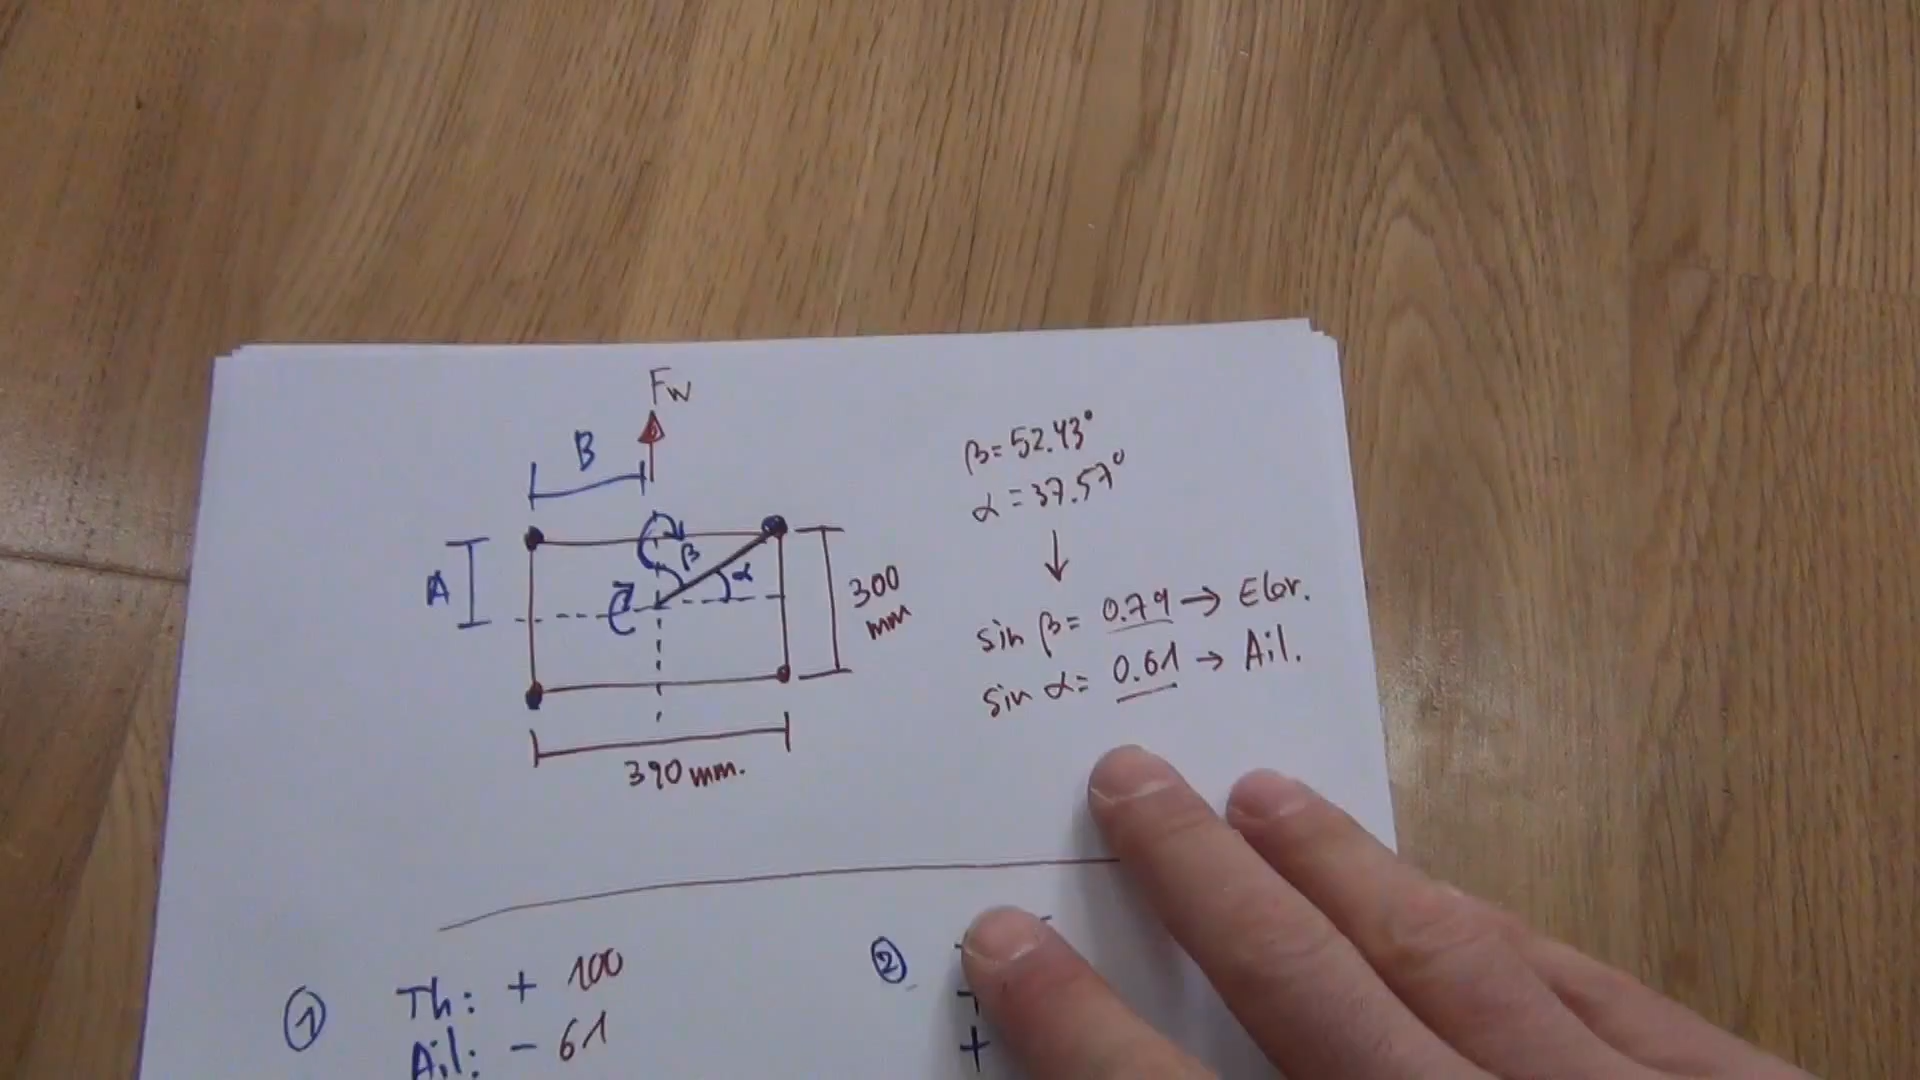 Fw
B
β
α
A
C
300
mm
390 mm.
β = 52.43°
α = 37.57°
↓
sin β = 0.79 → Elev.
sin α = 0.61 → Ail.
① Th: + 100
Ail: - 61
②
+